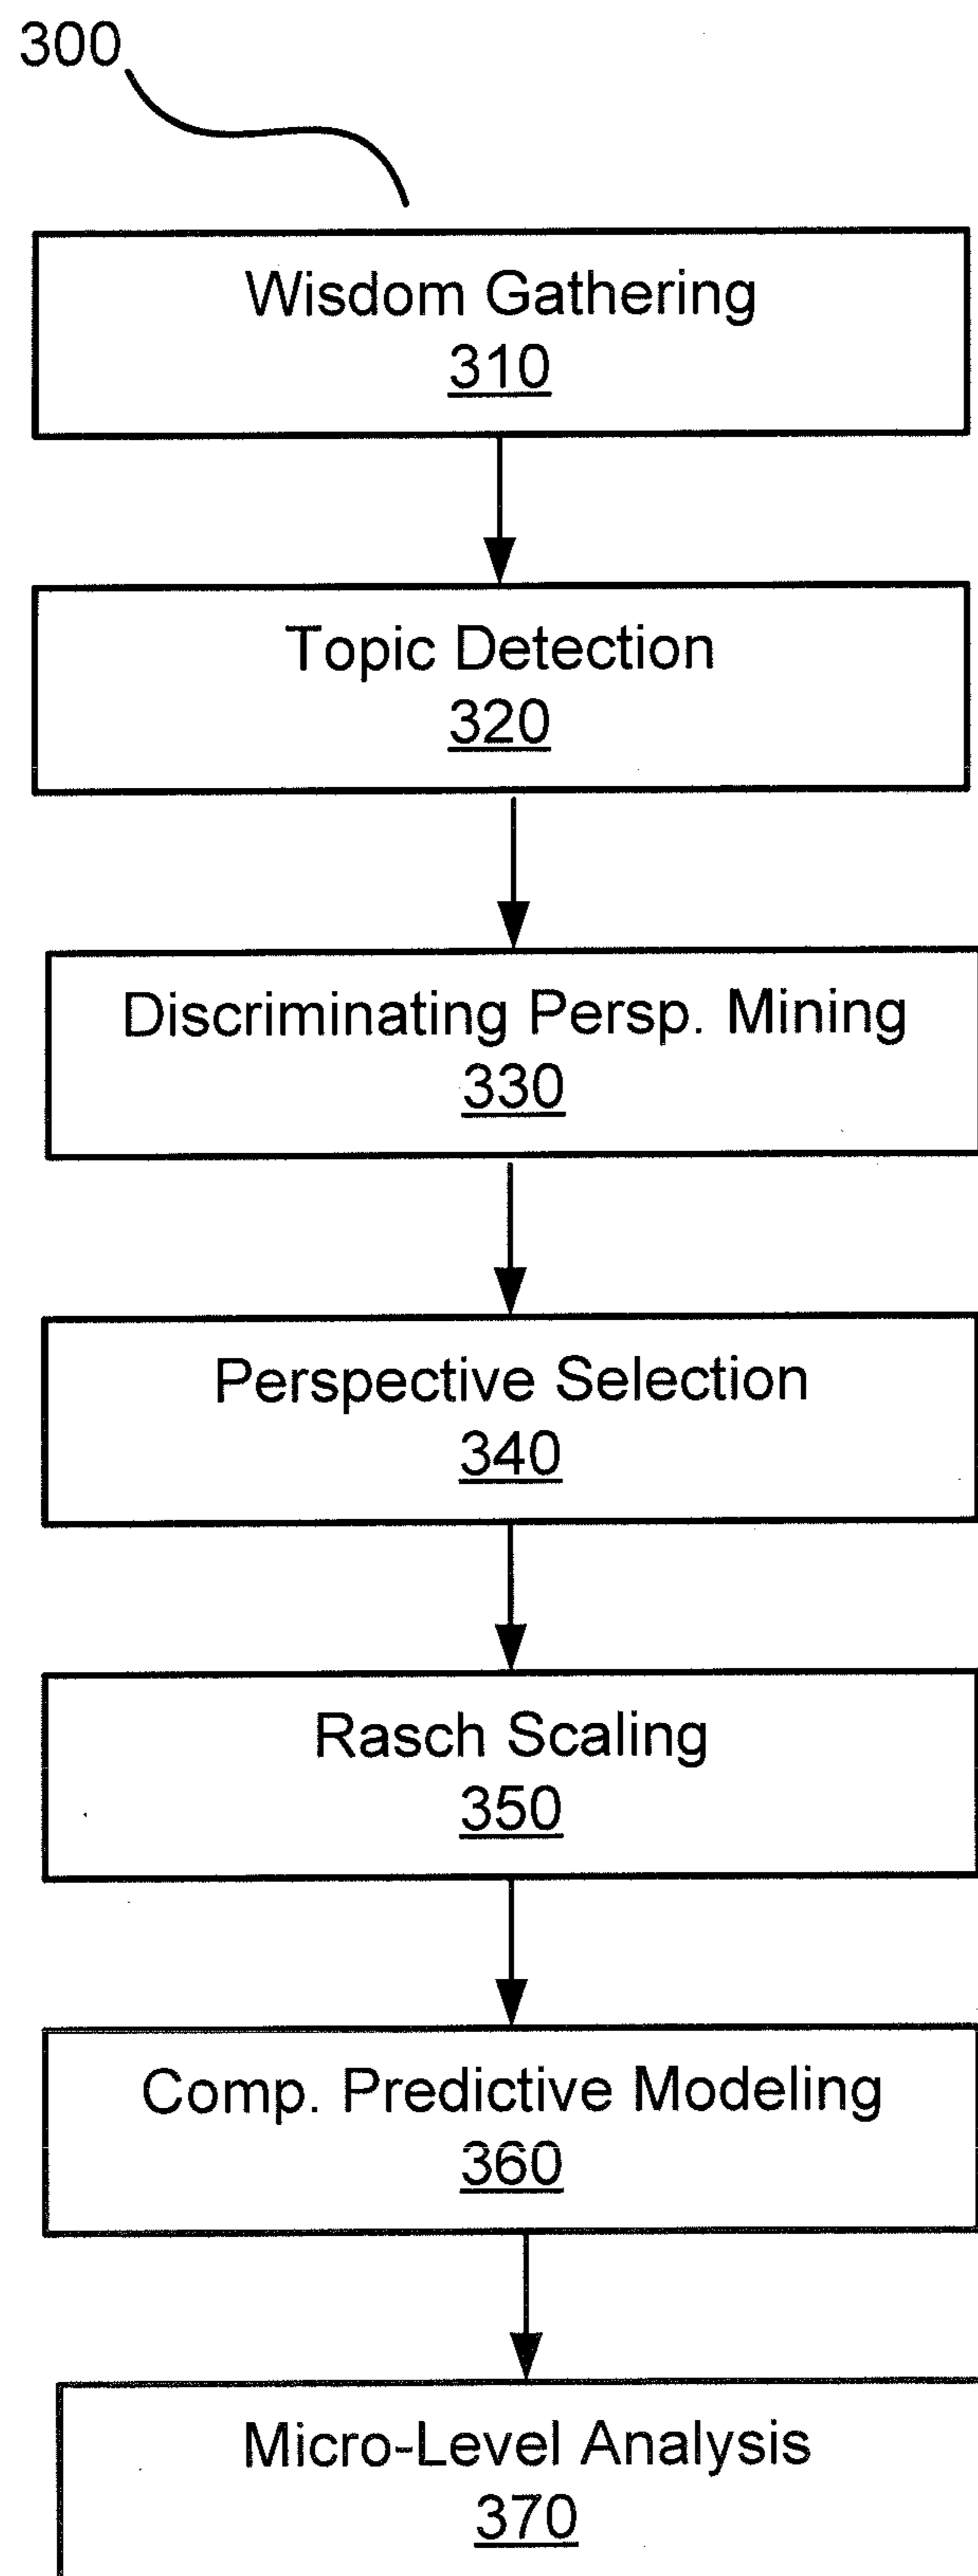 300
Wisdom Gathering
310
Topic Detection
320
Discriminating Persp. Mining
330
Perspective Selection
340
Rasch Scaling
350
Comp. Predictive Modeling
360
Micro-Level Analysis
370